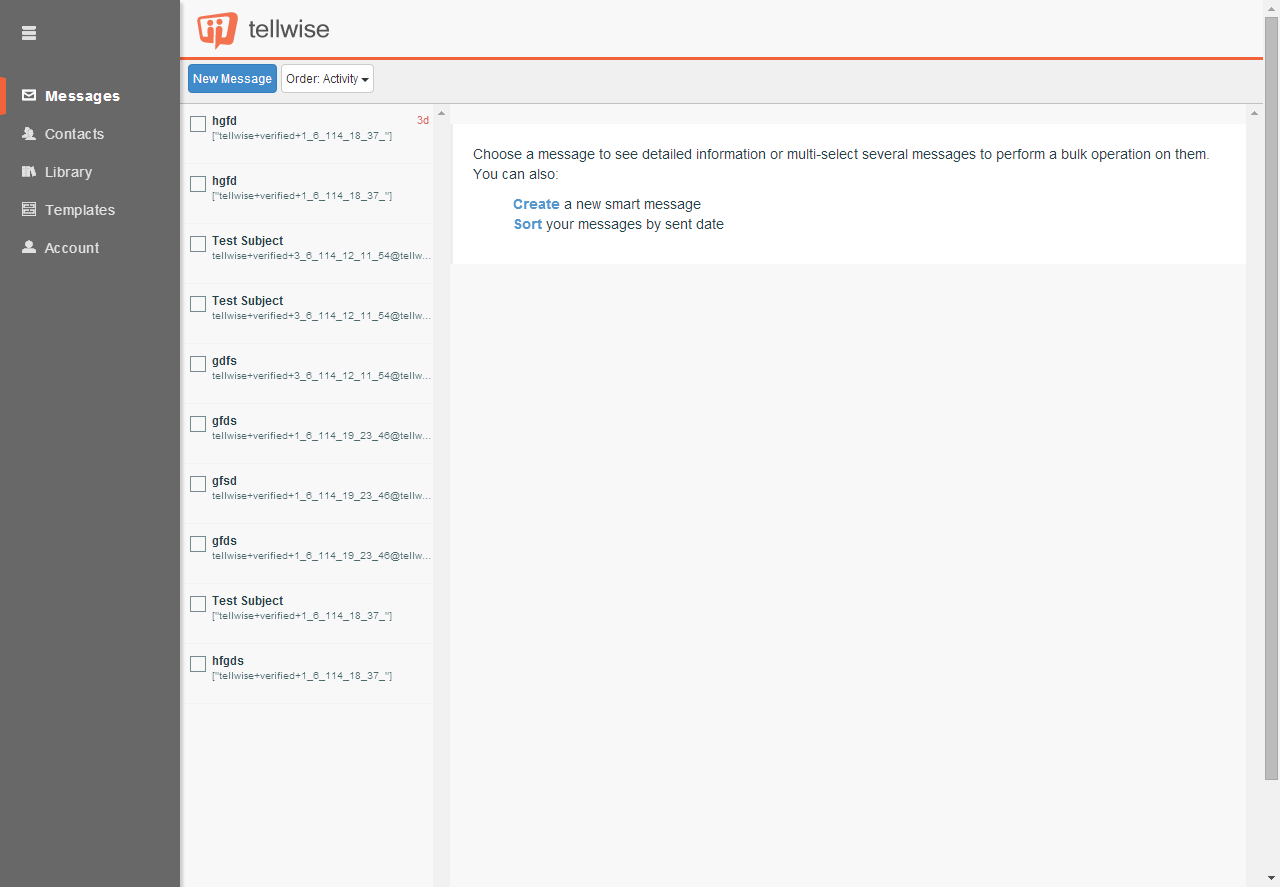 tellwise
Messages
Contacts
Library
Templates
Account
New Message
Order: Activity
hgfd 3d
["tellwise+verified+1_6_114_18_37_"]
hgfd
["tellwise+verified+1_6_114_18_37_"]
Test Subject
tellwise+verified+3_6_114_12_11_54@tellw...
Test Subject
tellwise+verified+3_6_114_12_11_54@tellw...
gdfs
tellwise+verified+3_6_114_12_11_54@tellw...
gfds
tellwise+verified+1_6_114_19_23_46@tellw...
gfsd
tellwise+verified+1_6_114_19_23_46@tellw...
gfds
tellwise+verified+1_6_114_19_23_46@tellw...
Test Subject
["tellwise+verified+1_6_114_18_37_"]
hfgds
["tellwise+verified+1_6_114_18_37_"]
Choose a message to see detailed information or multi-select several messages to perform a bulk operation on them.
You can also:
Create a new smart message
Sort your messages by sent date